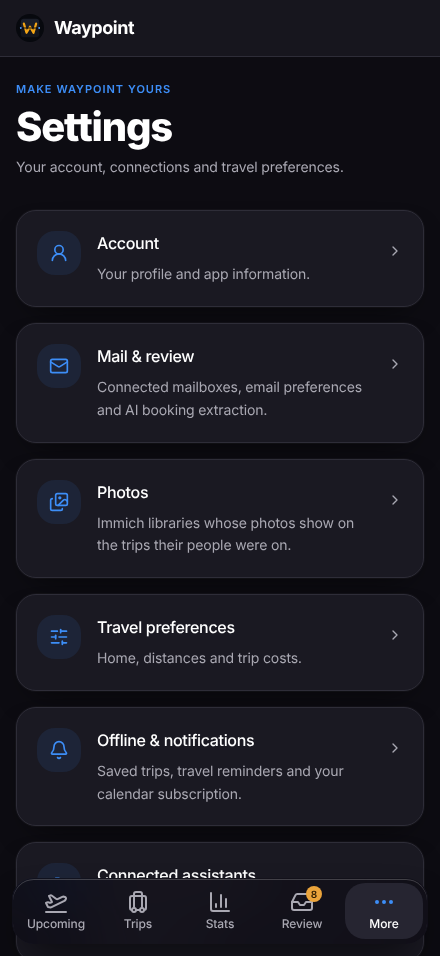 Waypoint
MAKE WAYPOINT YOURS
Settings
Your account, connections and travel preferences.
Account
Your profile and app information.
Mail & review
Connected mailboxes, email preferences
and AI booking extraction.
Photos
Immich libraries whose photos show on
the trips their people were on.
Travel preferences
Home, distances and trip costs.
Offline & notifications
Saved trips, travel reminders and your
calendar subscription.
Connected assistants
8
Upcoming Trips Stats Review More